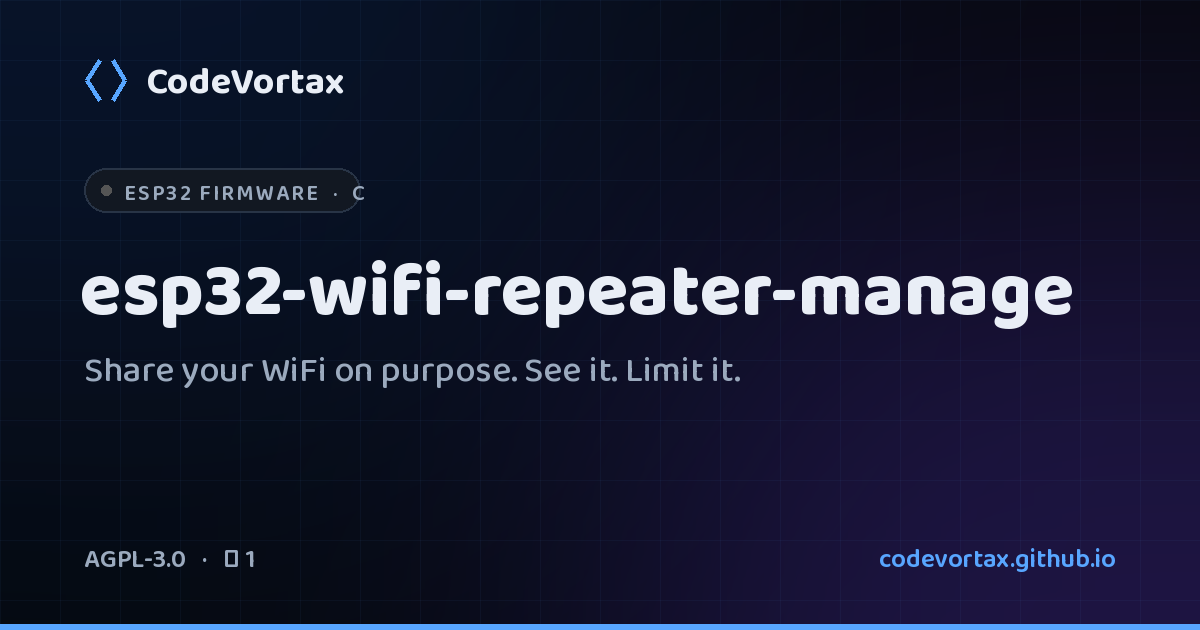 CodeVortax
ESP32 FIRMWARE · C
esp32-wifi-repeater-manage
Share your WiFi on purpose. See it. Limit it.
AGPL-3.0 · ▯ 1
codevortax.github.io